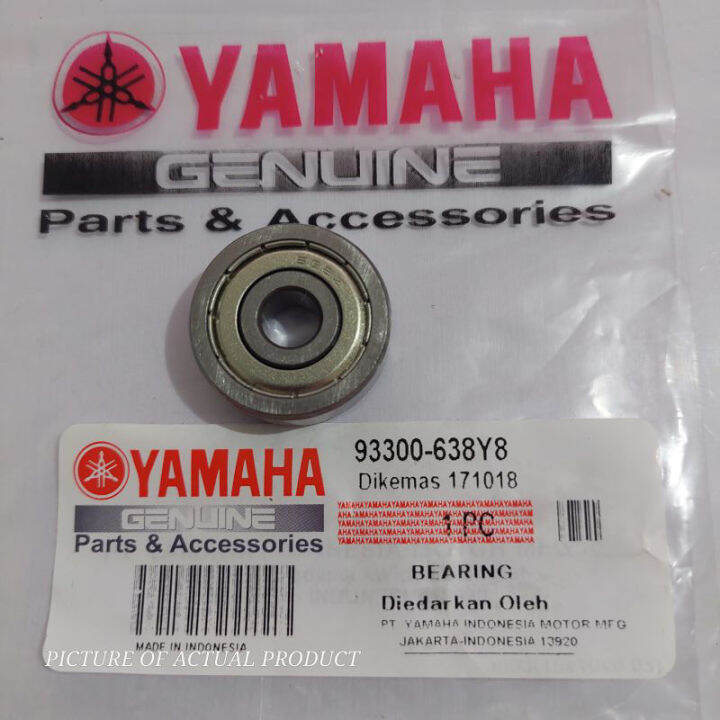 YAMAHA
GENUINE
Parts & Accessories
YAMAHA
GENUINE
Parts & Accessories
MADE IN INDONESIA
93300-638Y8
Dikemas 171018
1 PC
BEARING
Diedarkan Oleh
PT. YAMAHA INDONESIA MOTOR MFG
JAKARTA-INDONESIA 13920
PICTURE OF ACTUAL PRODUCT